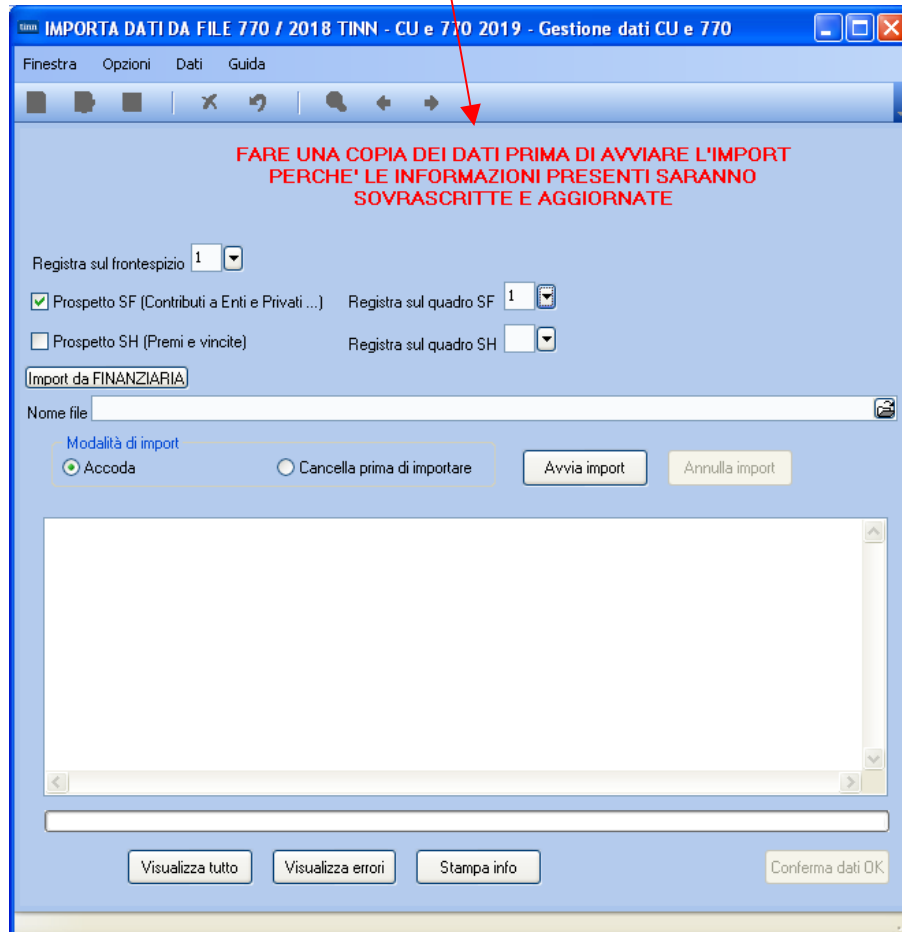 tinn IMPORTA DATI DA FILE 770 / 2018 TINN - CU e 770 2019 - Gestione dati CU e 770
Finestra Opzioni Dati Guida
FARE UNA COPIA DEI DATI PRIMA DI AVVIARE L'IMPORT
PERCHE' LE INFORMAZIONI PRESENTI SARANNO
SOVRASCRITTE E AGGIORNATE
Registra sul frontespizio 1
Prospetto SF (Contributi a Enti e Privati ...) Registra sul quadro SF 1
Prospetto SH (Premi e vincite) Registra sul quadro SH
Import da FINANZIARIA
Nome file
Modalità di import
Accoda Cancella prima di importare Avvia import Annulla import
Visualizza tutto Visualizza errori Stampa info Conferma dati OK